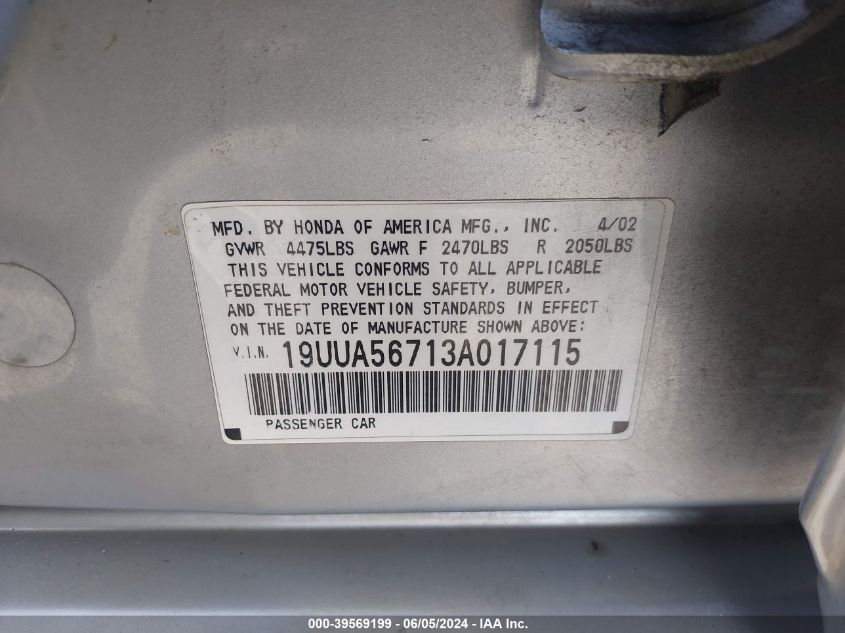 MFD. BY HONDA OF AMERICA MFG., INC. 4/02
GVWR 4475LBS GAWR F 2470LBS R 2050LBS
THIS VEHICLE CONFORMS TO ALL APPLICABLE
FEDERAL MOTOR VEHICLE SAFETY, BUMPER,
AND THEFT PREVENTION STANDARDS IN EFFECT
ON THE DATE OF MANUFACTURE SHOWN ABOVE:
V.I.N. 19UUA56713A017115
PASSENGER CAR
000-39569199 - 06/05/2024 - IAA Inc.